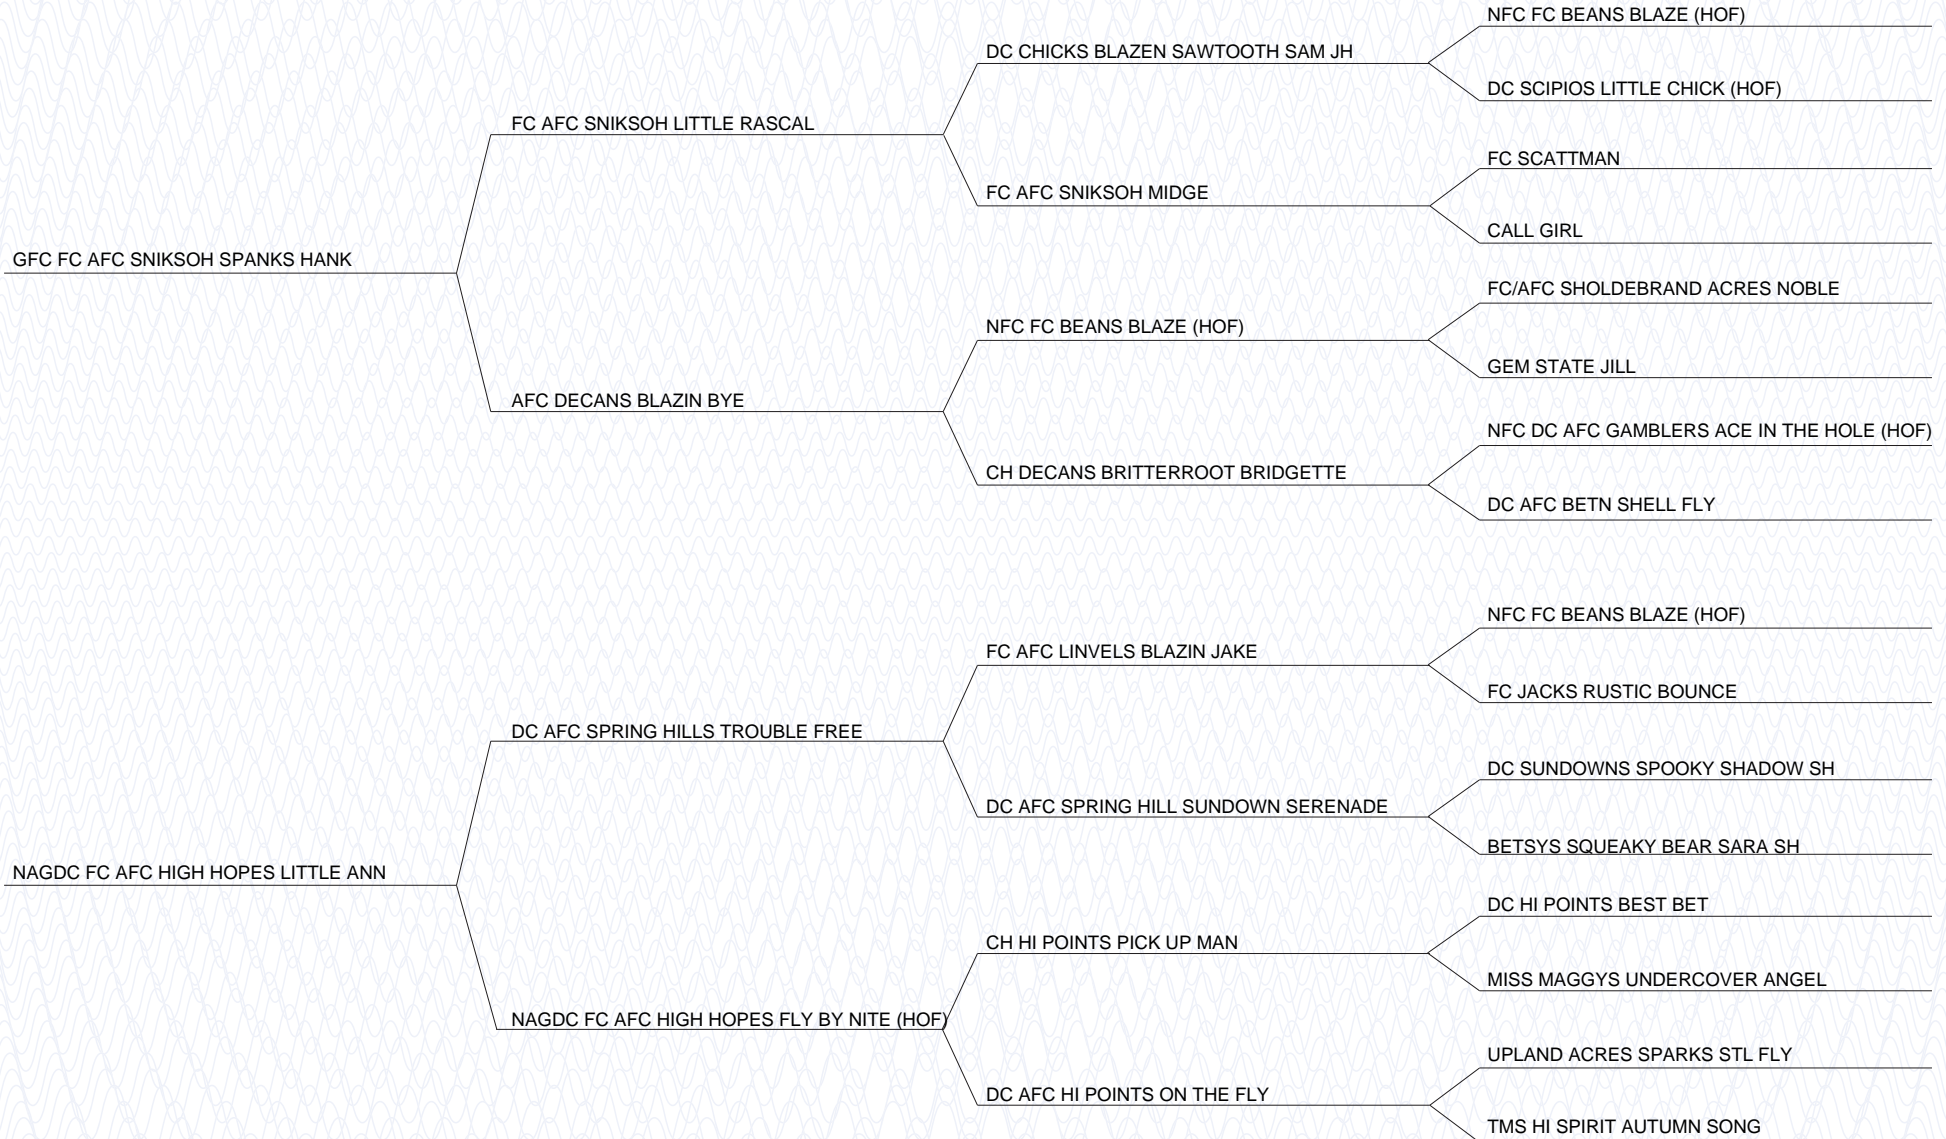 NFC FC BEANS BLAZE (HOF)
DC CHICKS BLAZEN SAWTOOTH SAM JH
DC SCIPIOS LITTLE CHICK (HOF)
FC AFC SNIKSOH LITTLE RASCAL
FC SCATTMAN
FC AFC SNIKSOH MIDGE
CALL GIRL
GFC FC AFC SNIKSOH SPANKS HANK
FC/AFC SHOLDEBRAND ACRES NOBLE
NFC FC BEANS BLAZE (HOF)
GEM STATE JILL
AFC DECANS BLAZIN BYE
NFC DC AFC GAMBLERS ACE IN THE HOLE (HOF)
CH DECANS BRITTERROOT BRIDGETTE
DC AFC BETN SHELL FLY
NFC FC BEANS BLAZE (HOF)
FC AFC LINVELS BLAZIN JAKE
FC JACKS RUSTIC BOUNCE
DC AFC SPRING HILLS TROUBLE FREE
DC SUNDOWNS SPOOKY SHADOW SH
DC AFC SPRING HILL SUNDOWN SERENADE
BETSYS SQUEAKY BEAR SARA SH
NAGDC FC AFC HIGH HOPES LITTLE ANN
DC HI POINTS BEST BET
CH HI POINTS PICK UP MAN
MISS MAGGYS UNDERCOVER ANGEL
NAGDC FC AFC HIGH HOPES FLY BY NITE (HOF)
UPLAND ACRES SPARKS STL FLY
DC AFC HI POINTS ON THE FLY
TMS HI SPIRIT AUTUMN SONG